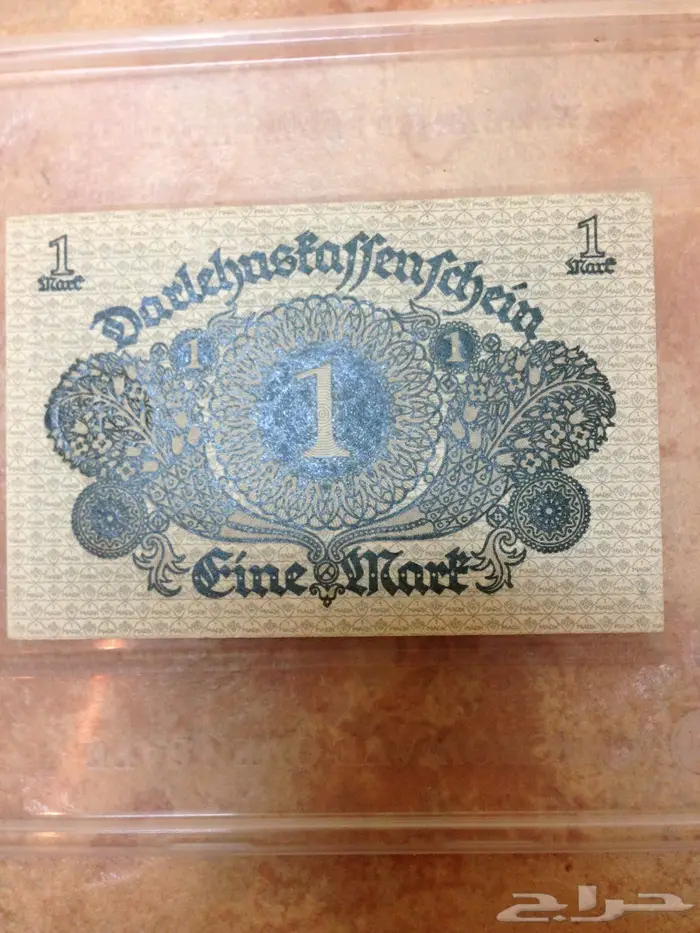 1 1
Mark Mark
Darlehnskassenschein
1 1
1
Eine Mark
حراج